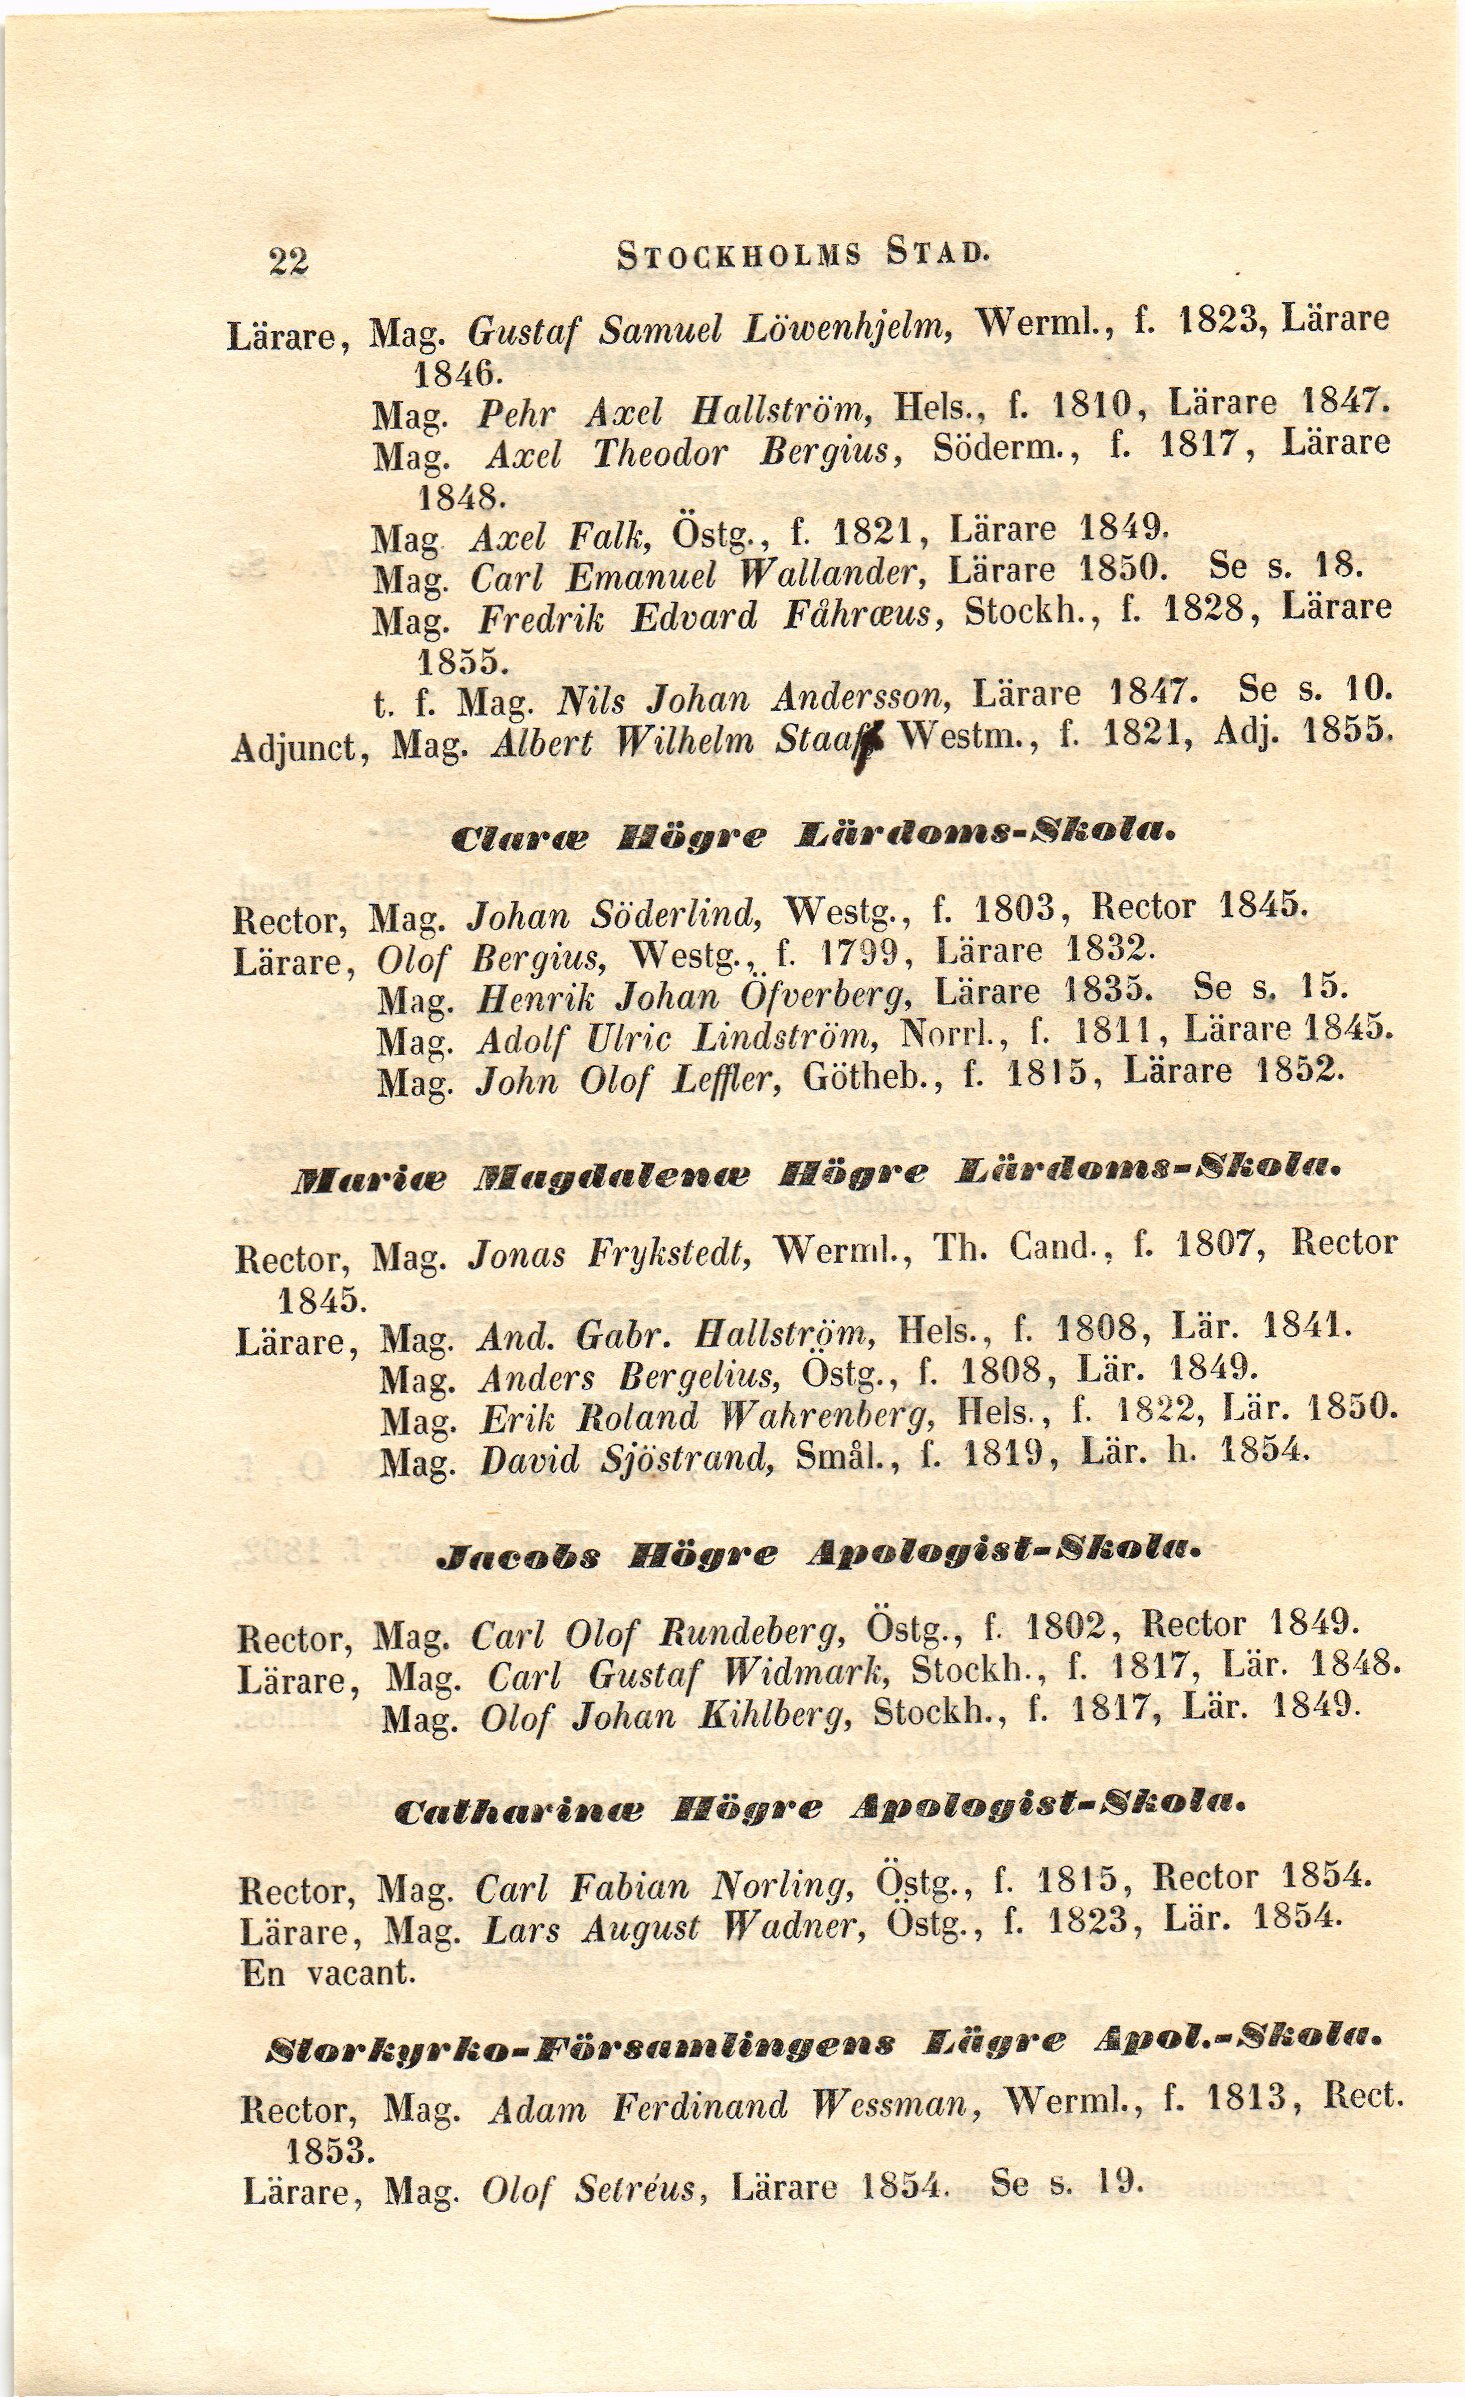 22 STOCKHOLMS STAD.
Lärare, Mag. Gustaf Samuel Löwenhjelm, Werml., f. 1823, Lärare
1846.
Mag. Pehr Axel Hallström, Hels., f. 1810, Lärare 1847.
Mag. Axel Theodor Bergius, Söderm., f. 1817, Lärare
1848.
Mag. Axel Falk, Östg., f. 1821, Lärare 1849.
Mag. Carl Emanuel Wallander, Lärare 1850. Se s. 18.
Mag. Fredrik Edvard Fåhræus, Stockh., f. 1828, Lärare
1855.
t. f. Mag. Nils Johan Andersson, Lärare 1847. Se s. 10.
Adjunct, Mag. Albert Wilhelm Staaff Westm., f. 1821, Adj. 1855.
Claræ Högre Lärdoms-Skola.
Rector, Mag. Johan Söderlind, Westg., f. 1803, Rector 1845.
Lärare, Olof Bergius, Westg., f. 1799, Lärare 1832.
Mag. Henrik Johan Öfverberg, Lärare 1835. Se s. 15.
Mag. Adolf Ulric Lindström, Norrl., f. 1811, Lärare 1845.
Mag. John Olof Leffler, Götheb., f. 1815, Lärare 1852.
Mariæ Magdalenæ Högre Lärdoms-Skola.
Rector, Mag. Jonas Frykstedt, Werml., Th. Cand., f. 1807, Rector
1845.
Lärare, Mag. And. Gabr. Hallström, Hels., f. 1808, Lär. 1841.
Mag. Anders Bergelius, Östg., f. 1808, Lär. 1849.
Mag. Erik Roland Wahrenberg, Hels., f. 1822, Lär. 1850.
Mag. David Sjöstrand, Smål., f. 1819, Lär. h. 1854.
Jacobs Högre Apologist-Skola.
Rector, Mag. Carl Olof Rundeberg, Östg., f. 1802, Rector 1849.
Lärare, Mag. Carl Gustaf Widmark, Stockh., f. 1817, Lär. 1848.
Mag. Olof Johan Kihlberg, Stockh., f. 1817, Lär. 1849.
Catharinæ Högre Apologist-Skola.
Rector, Mag. Carl Fabian Norling, Östg., f. 1815, Rector 1854.
Lärare, Mag. Lars August Wadner, Östg., f. 1823, Lär. 1854.
En vacant.
Storkyrko-Församlingens Lägre Apol.-Skola.
Rector, Mag. Adam Ferdinand Wessman, Werml., f. 1813, Rect.
1853.
Lärare, Mag. Olof Setréus, Lärare 1854. Se s. 19.